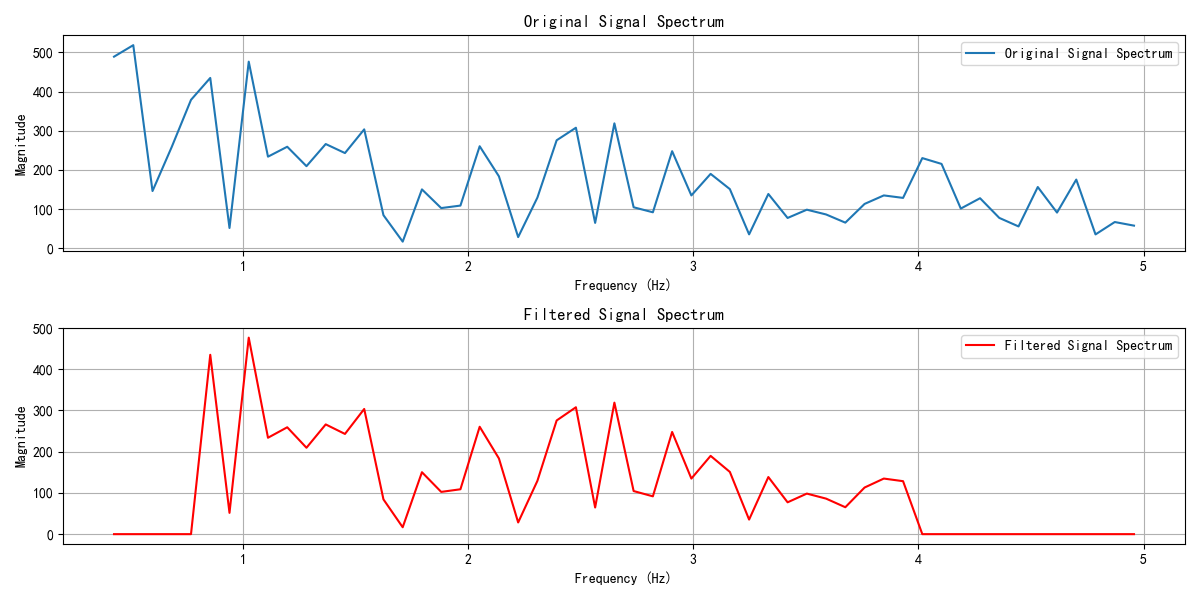 Original Signal Spectrum
Original Signal Spectrum
Magnitude
500
400
300
200
100
0
1 2 3 4 5
Frequency (Hz)
Filtered Signal Spectrum
Filtered Signal Spectrum
Magnitude
500
400
300
200
100
0
1 2 3 4 5
Frequency (Hz)